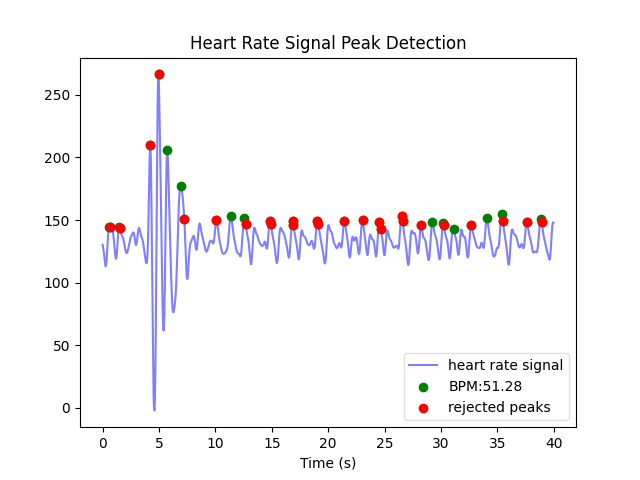 Heart Rate Signal Peak Detection
250
200
150
100
50
0
0 5 10 15 20 25 30 35 40
Time (s)
heart rate signal
BPM:51.28
rejected peaks